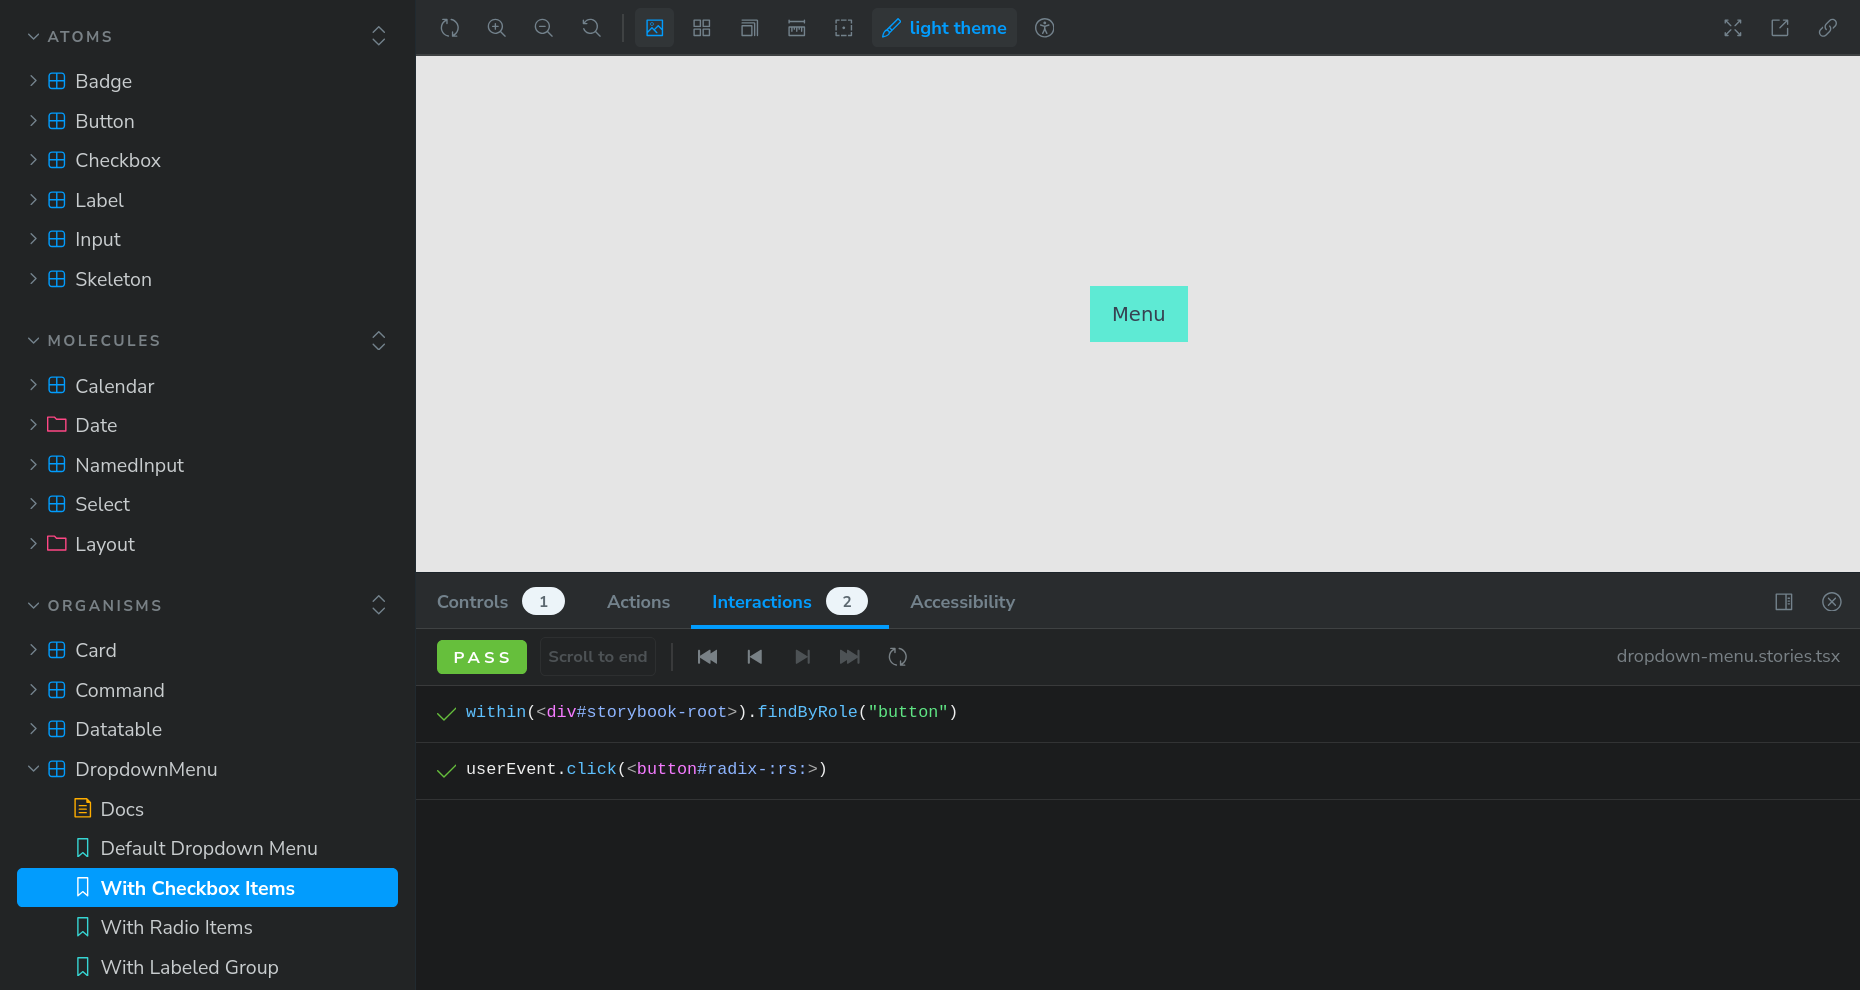 ATOMS
Badge
Button
Checkbox
Label
Input
Skeleton
MOLECULES
Calendar
Date
NamedInput
Select
Layout
ORGANISMS
Card
Command
Datatable
DropdownMenu
Docs
Default Dropdown Menu
With Checkbox Items
With Radio Items
With Labeled Group
light theme
Menu
Controls 1 Actions Interactions 2 Accessibility
PASS Scroll to end dropdown-menu.stories.tsx
within(<div#storybook-root>).findByRole("button")
userEvent.click(<button#radix-:rs:>)